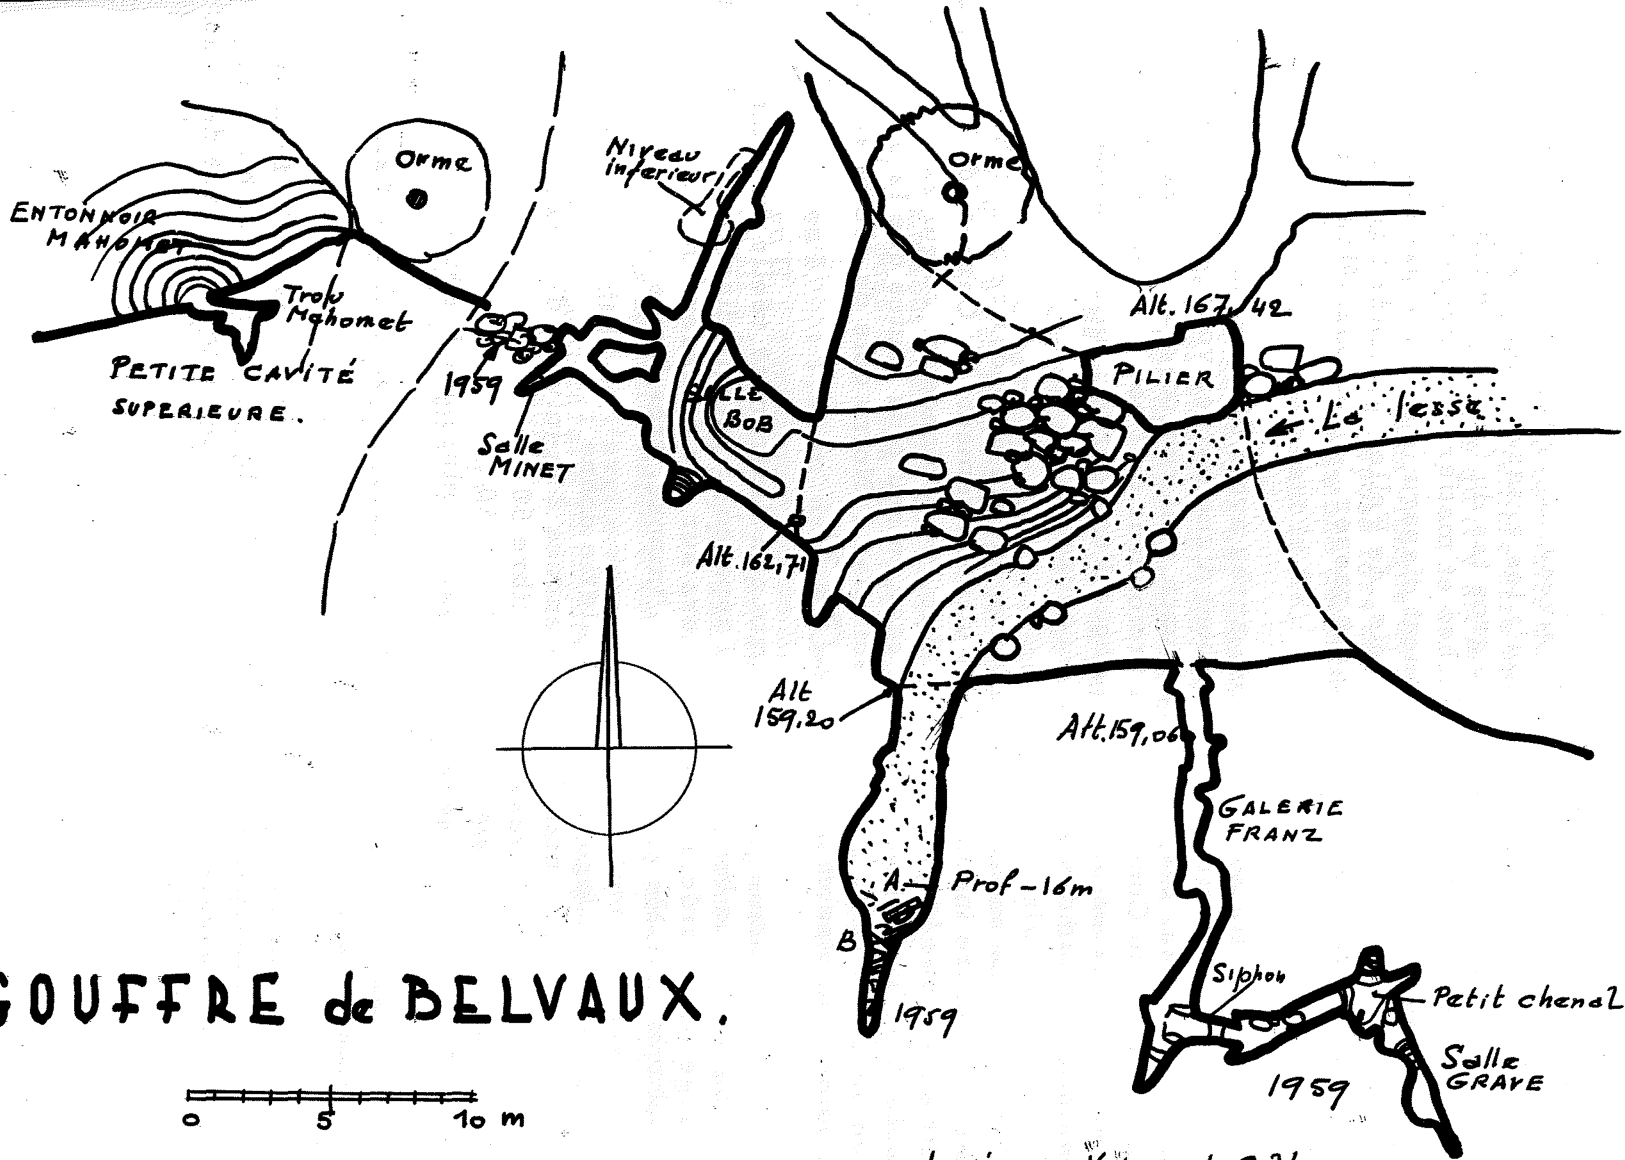 Orme
Niveau
inferieur
Orme
ENTONNOIR
MAHOMET
Trou
Mahomet
PETITE CAVITÉ
SUPERIEURE.
1959
Salle
MINET
SALLE
BOB
Alt. 167,42
PILIER
La lesse
Alt. 162,71
Alt
159,20
Alt. 159,06
GALERIE
FRANZ
A
Prof - 16m
B
1959
Siphon
Petit chenal
Salle
GRAVE
1959
GOUFFRE de BELVAUX.
0 5 10 m